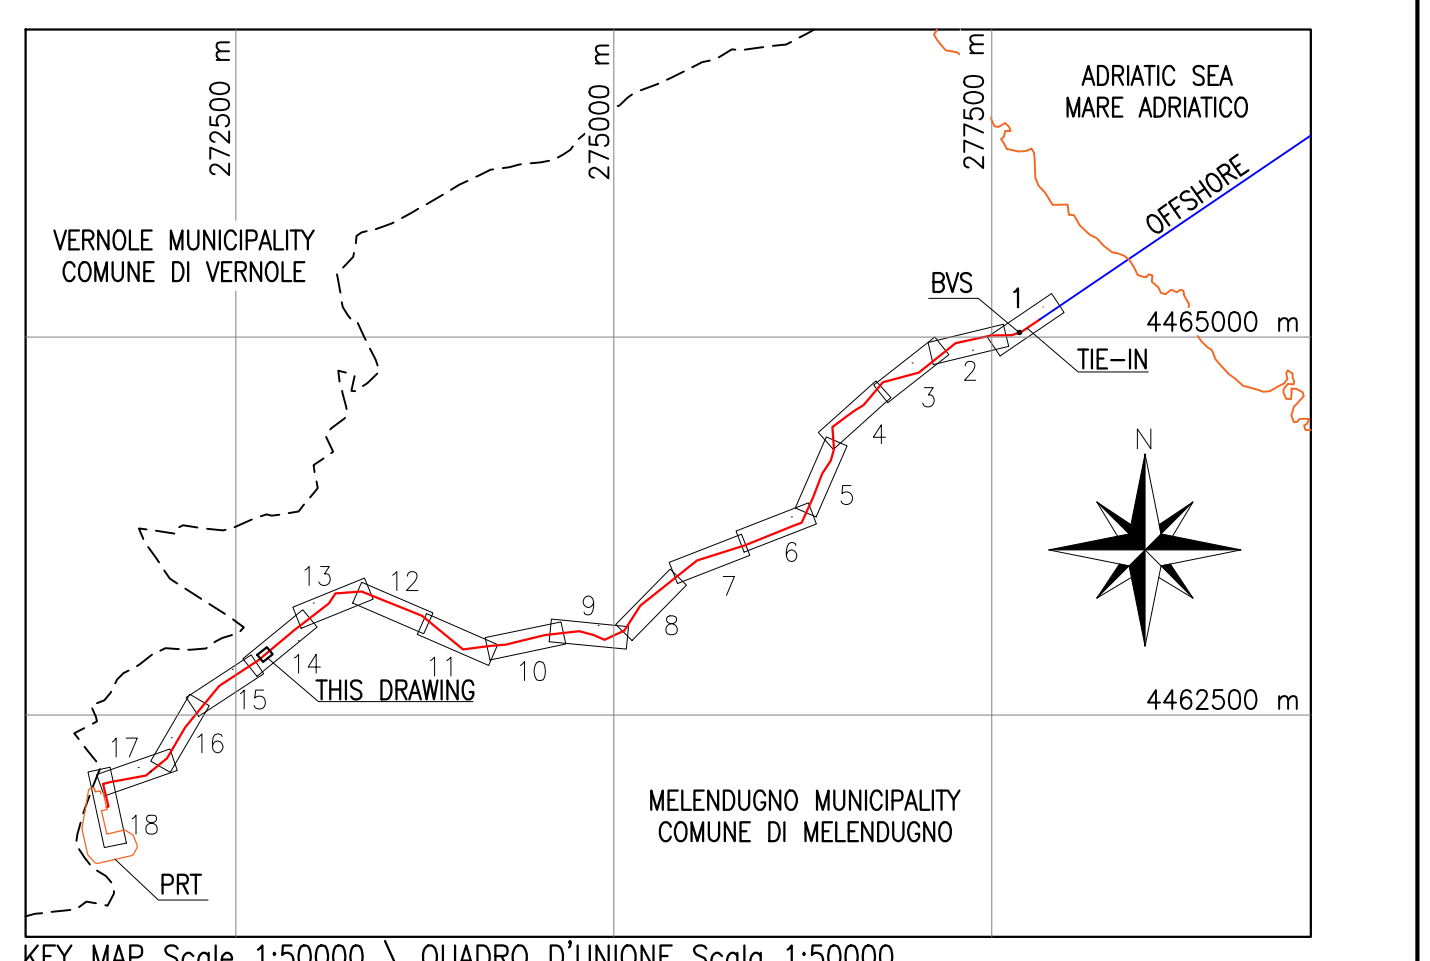 272500 m
275000 m
277500 m
ADRIATIC SEA
MARE ADRIATICO
OFFSHORE
VERNOLE MUNICIPALITY
COMUNE DI VERNOLE
BVS
1
4465000 m
TIE-IN
2
3
4
N
5
6
7
8
9
10
11
12
13
14
THIS DRAWING
15
4462500 m
16
17
18
MELENDUGNO MUNICIPALITY
COMUNE DI MELENDUGNO
PRT
KEY MAP Scale 1:50000 \ QUADRO D'UNIONE Scala 1:50000